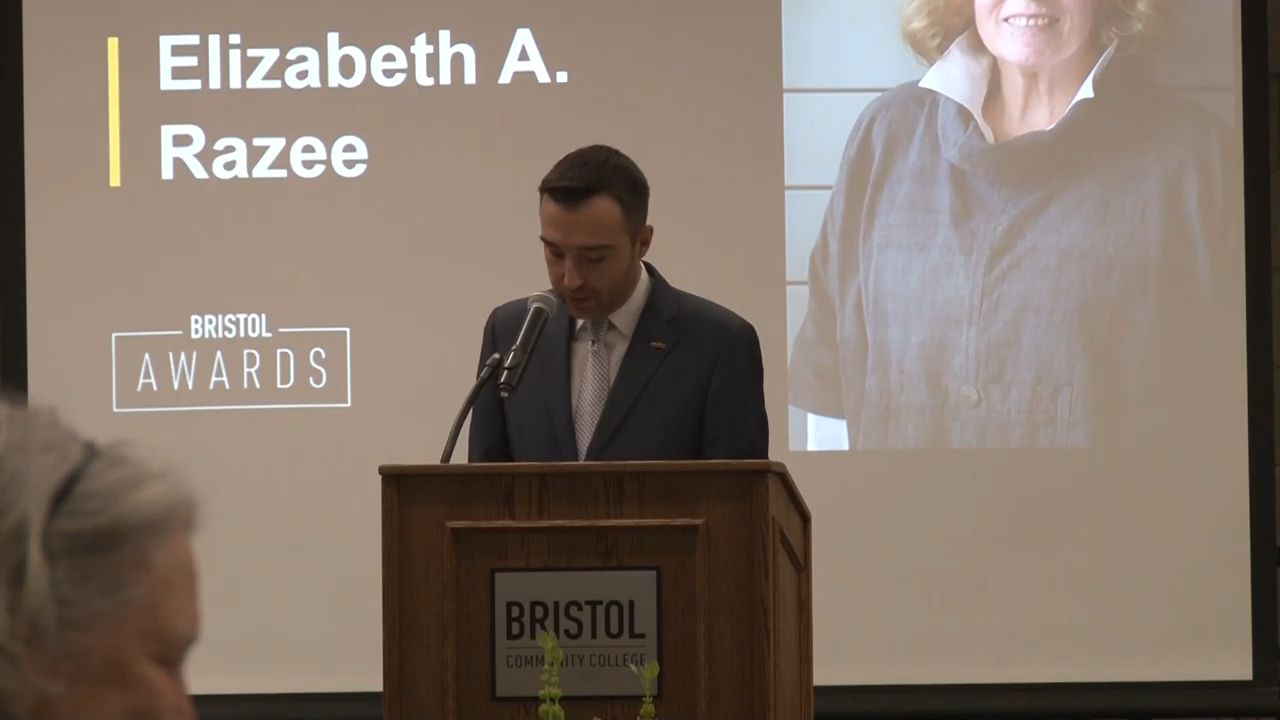 Elizabeth A.
Razee
BRISTOL
AWARDS
BRISTOL
COMMUNITY COLLEGE